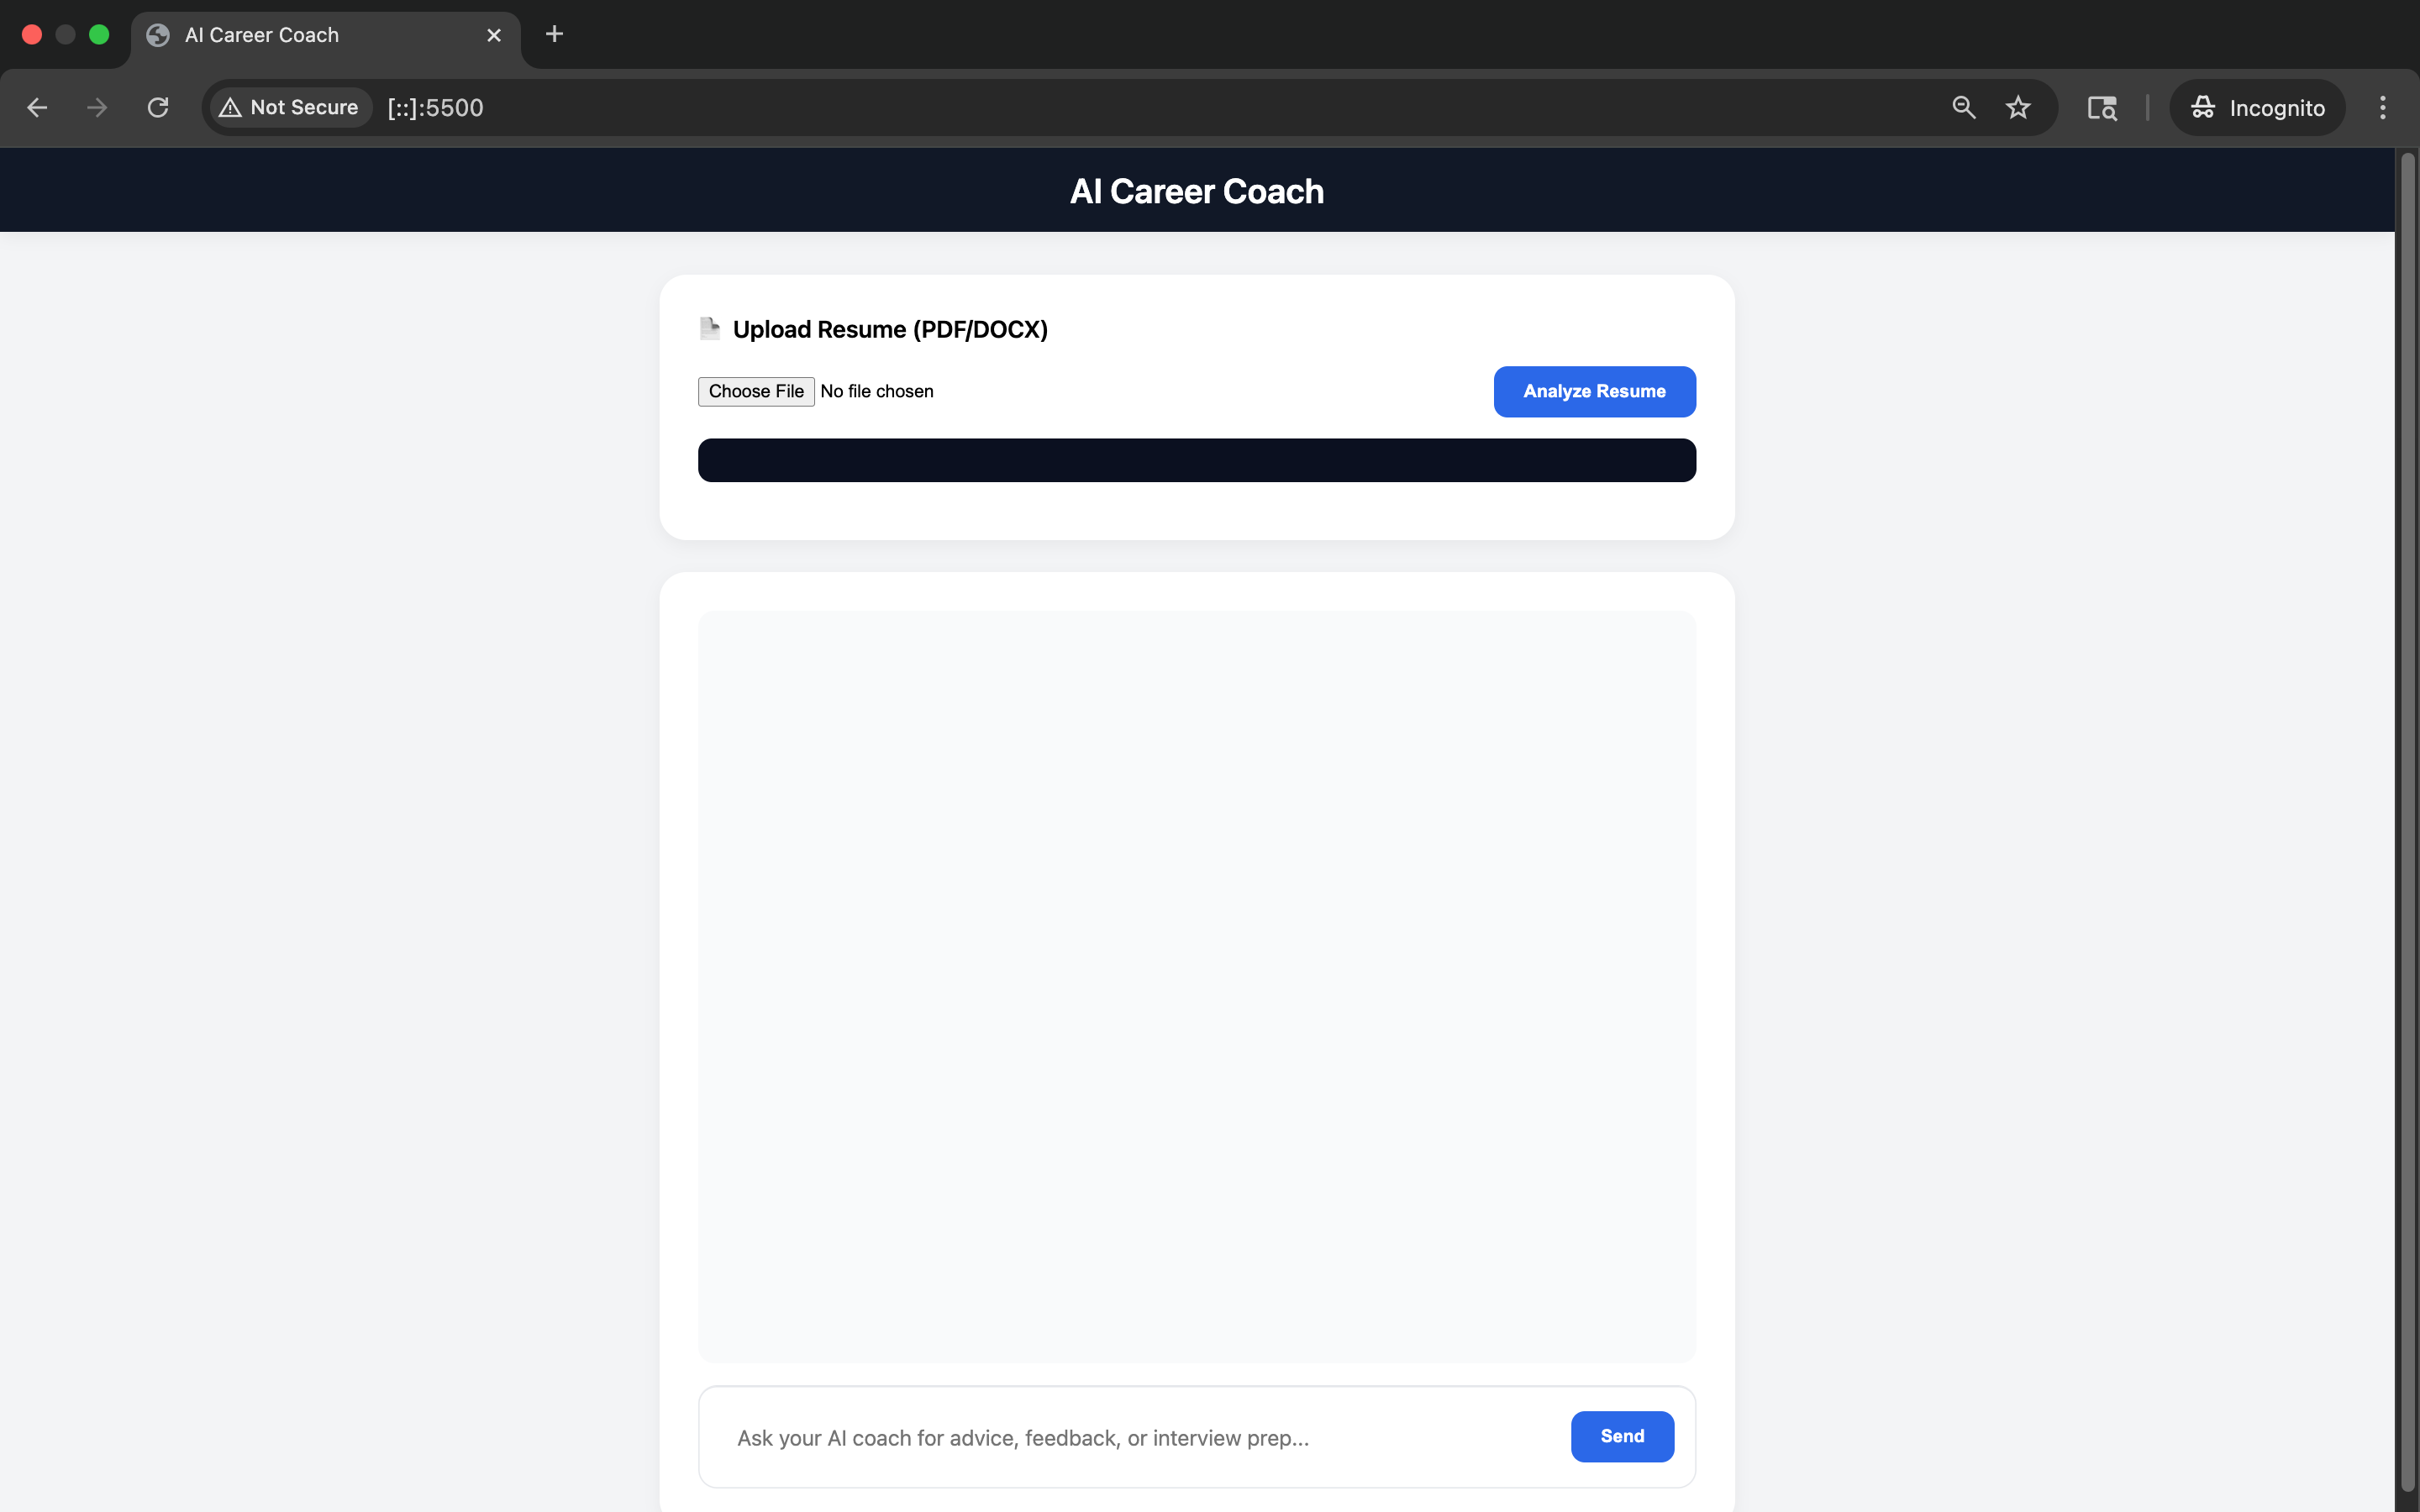 AI Career Coach
Not Secure
[::]:5500
Incognito
AI Career Coach
Upload Resume (PDF/DOCX)
Choose File No file chosen
Analyze Resume
Ask your AI coach for advice, feedback, or interview prep...
Send